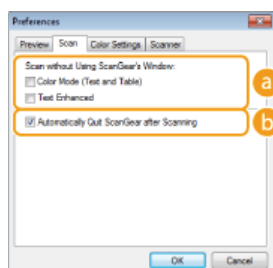 Preferences
Preview Scan Color Settings Scanner
Scan without Using ScanGear's Window:
Color Mode (Text and Table)
Text Enhanced
a
Automatically Quit ScanGear after Scanning
b
OK Cancel